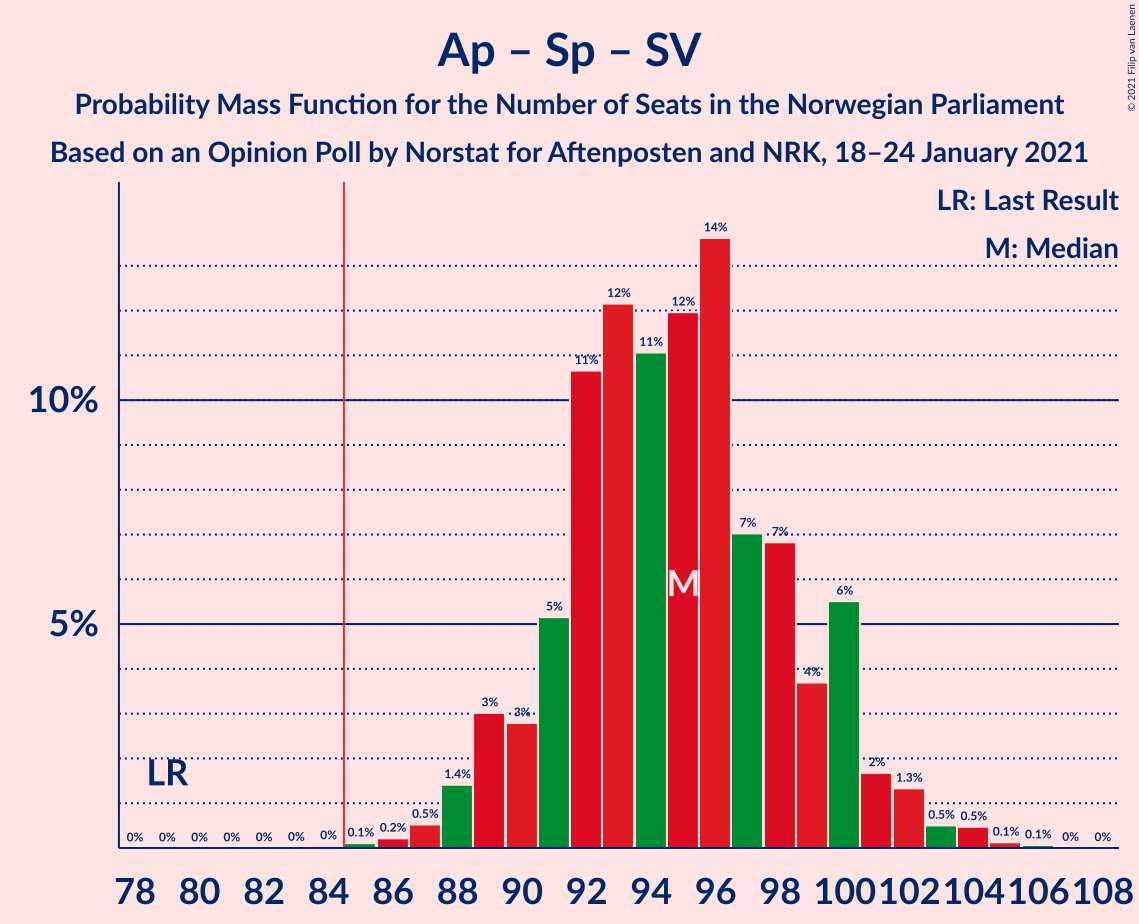 Ap – Sp – SV
Probability Mass Function for the Number of Seats in the Norwegian Parliament
Based on an Opinion Poll by Norstat for Aftenposten and NRK, 18–24 January 2021
© 2021 Filip van Laenen
LR: Last Result
M: Median
10%
5%
LR
M
0% 0% 0% 0% 0% 0% 0% 0.1% 0.2% 0.5% 1.4% 3% 3% 5% 11% 12% 11% 12% 14% 7% 7% 4% 6% 2% 1.3% 0.5% 0.5% 0.1% 0.1% 0% 0%
78 80 82 84 86 88 90 92 94 96 98 100 102 104 106 108